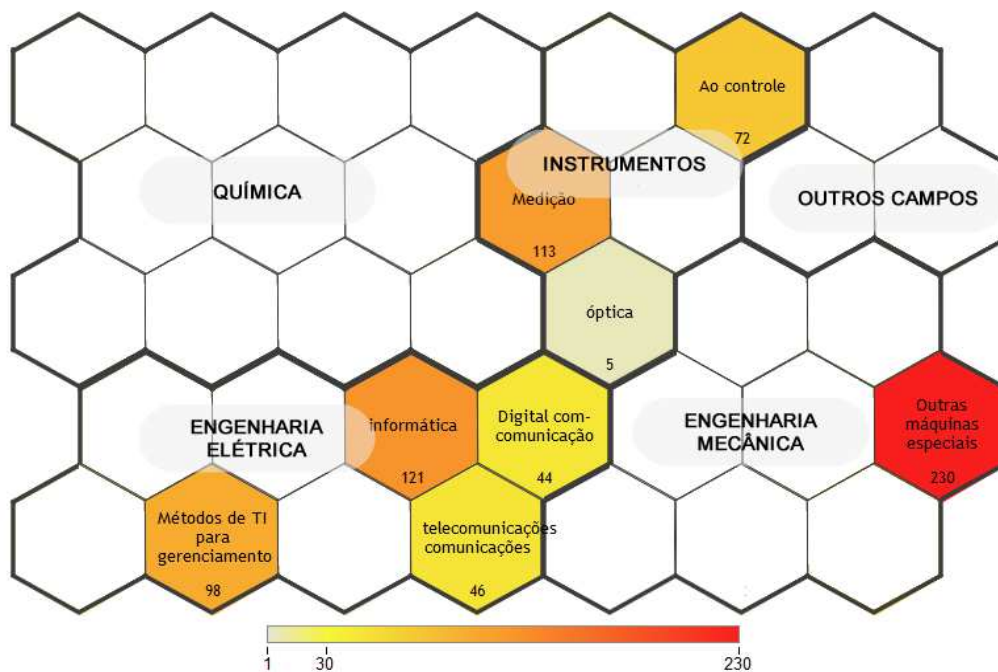 Ao controle
72
INSTRUMENTOS
QUÍMICA
OUTROS CAMPOS
Medição
113
óptica
5
ENGENHARIA
ELÉTRICA
informática
121
Digital com-
comunicação
44
ENGENHARIA
MECÂNICA
Outras
máquinas
especiais
230
Métodos de TI
para
gerenciamento
98
telecomunicações
comunicações
46
1
30
230